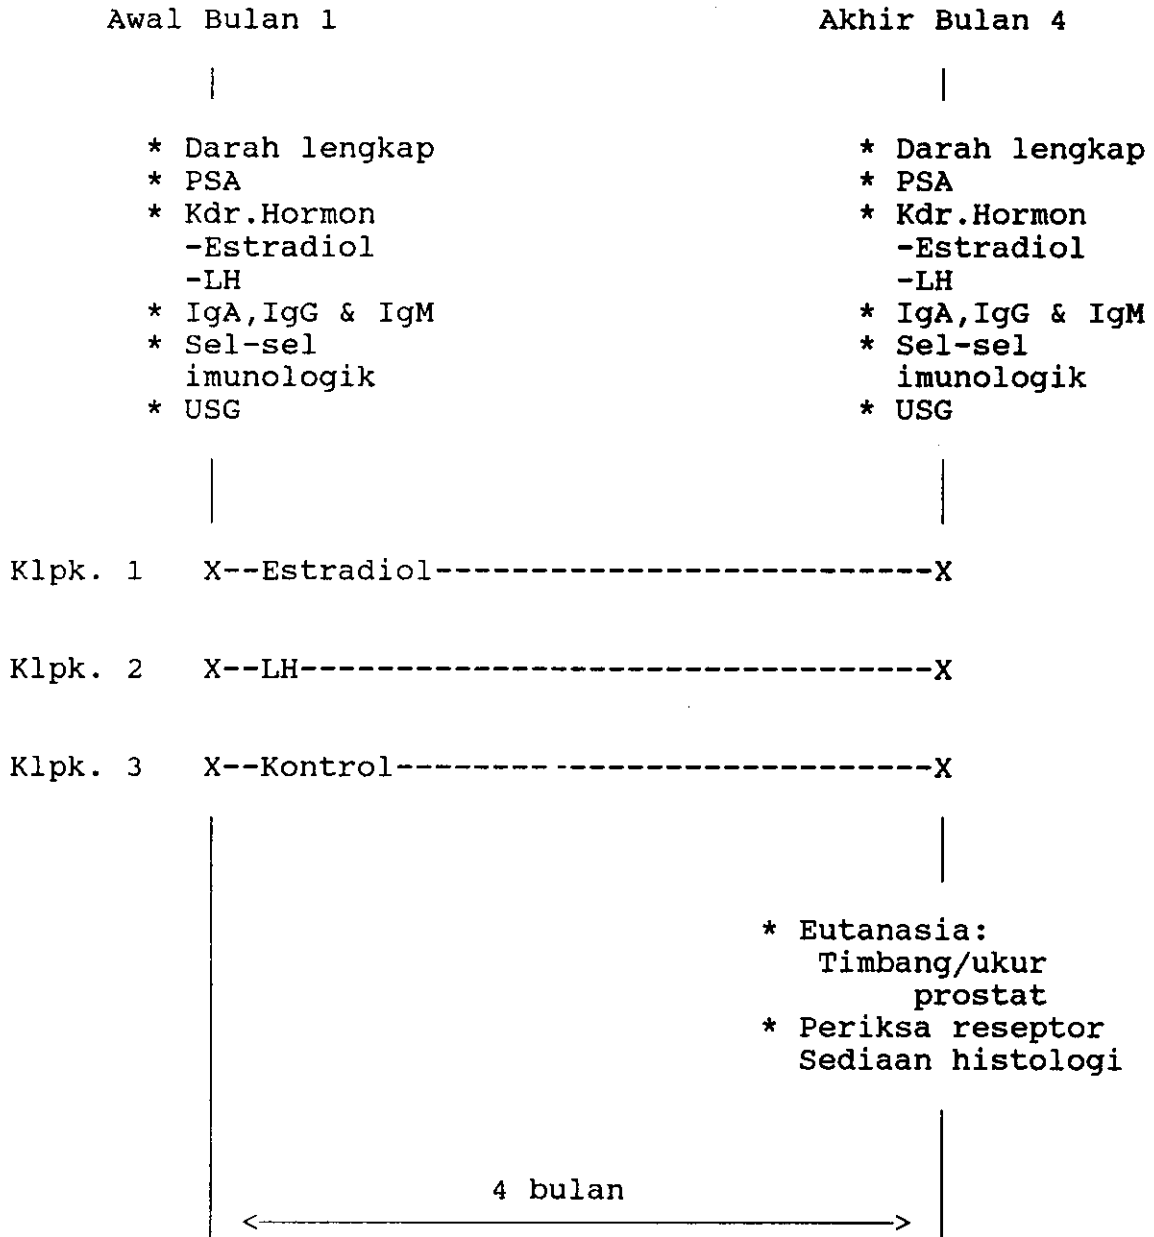 Awal Bulan 1 Akhir Bulan 4
* Darah lengkap * Darah lengkap
* PSA * PSA
* Kdr.Hormon * Kdr.Hormon
-Estradiol -Estradiol
-LH -LH
* IgA,IgG & IgM * IgA,IgG & IgM
* Sel-sel * Sel-sel
imunologik imunologik
* USG * USG
Klpk. 1 X--Estradiol--------------------------X
Klpk. 2 X--LH---------------------------------X
Klpk. 3 X--Kontrol----------------------------X
* Eutanasia:
Timbang/ukur
prostat
* Periksa reseptor
Sediaan histologi
4 bulan